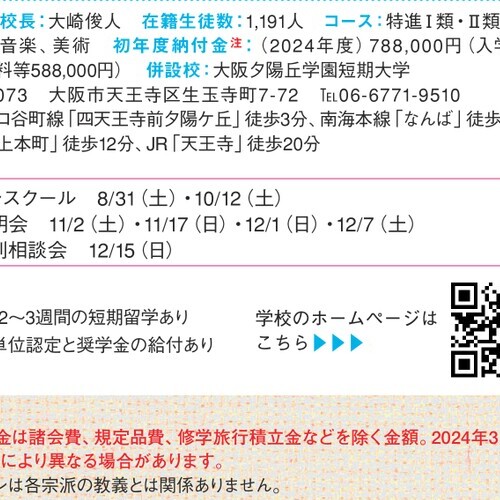 校長：大崎俊人　在籍生徒数：1,191人　コース：特進Ⅰ類・Ⅱ類
音楽、美術　初年度納付金注：（2024年度）788,000円（入学
料等588,000円）　併設校：大阪夕陽丘学園短期大学
073　大阪市天王寺区生玉寺町7-72　℡06-6771-9510
口谷町線「四天王寺前夕陽ケ丘」徒歩3分、南海本線「なんば」徒歩
上本町」徒歩12分、JR「天王寺」徒歩20分
スクール　8/31（土）・10/12（土）
明会　11/2（土）・11/17（日）・12/1（日）・12/7（土）
別相談会　12/15（日）
2〜3週間の短期留学あり
単位認定と奨学金の給付あり
学校のホームページは
こちら▶▶▶
金は諸会費、規定品費、修学旅行積立金などを除く金額。2024年3
により異なる場合があります。
ンは各宗派の教義とは関係ありません。